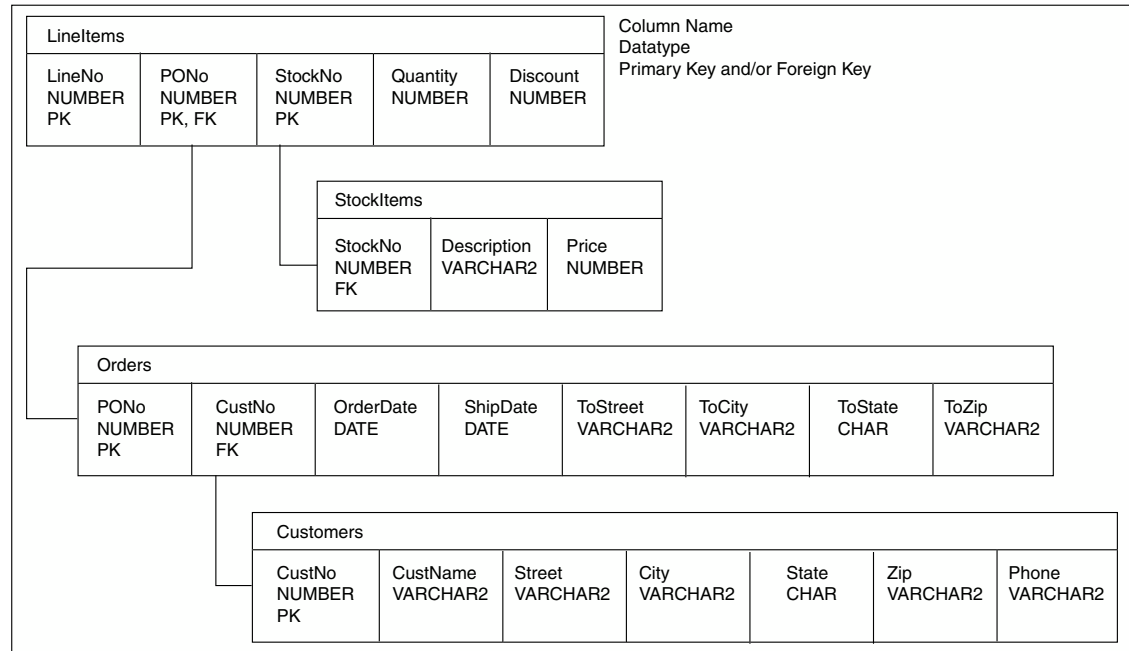 LineItems
Column Name
Datatype
Primary Key and/or Foreign Key
LineNo
NUMBER
PK
PONo
NUMBER
PK, FK
StockNo
NUMBER
PK
Quantity
NUMBER
Discount
NUMBER
StockItems
StockNo
NUMBER
FK
Description
VARCHAR2
Price
NUMBER
Orders
PONo
NUMBER
PK
CustNo
NUMBER
FK
OrderDate
DATE
ShipDate
DATE
ToStreet
VARCHAR2
ToCity
VARCHAR2
ToState
CHAR
ToZip
VARCHAR2
Customers
CustNo
NUMBER
PK
CustName
VARCHAR2
Street
VARCHAR2
City
VARCHAR2
State
CHAR
Zip
VARCHAR2
Phone
VARCHAR2